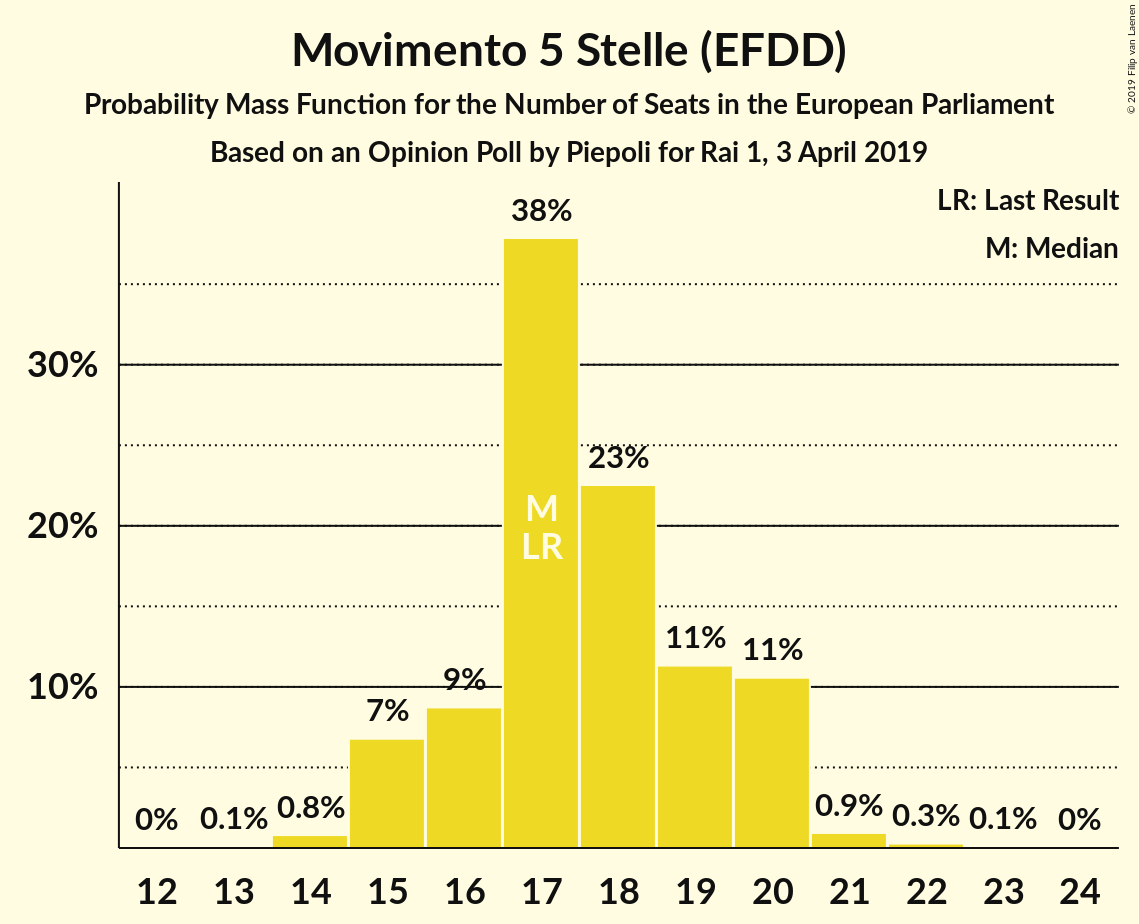 Movimento 5 Stelle (EFDD)
Probability Mass Function for the Number of Seats in the European Parliament
Based on an Opinion Poll by Piepoli for Rai 1, 3 April 2019
© 2019 Filip van Laenen
LR: Last Result
M: Median
38%
30%
23%
M
LR
20%
11%
11%
10%
9%
7%
0%
0.1%
0.8%
0.9%
0.3%
0.1%
0%
12 13 14 15 16 17 18 19 20 21 22 23 24